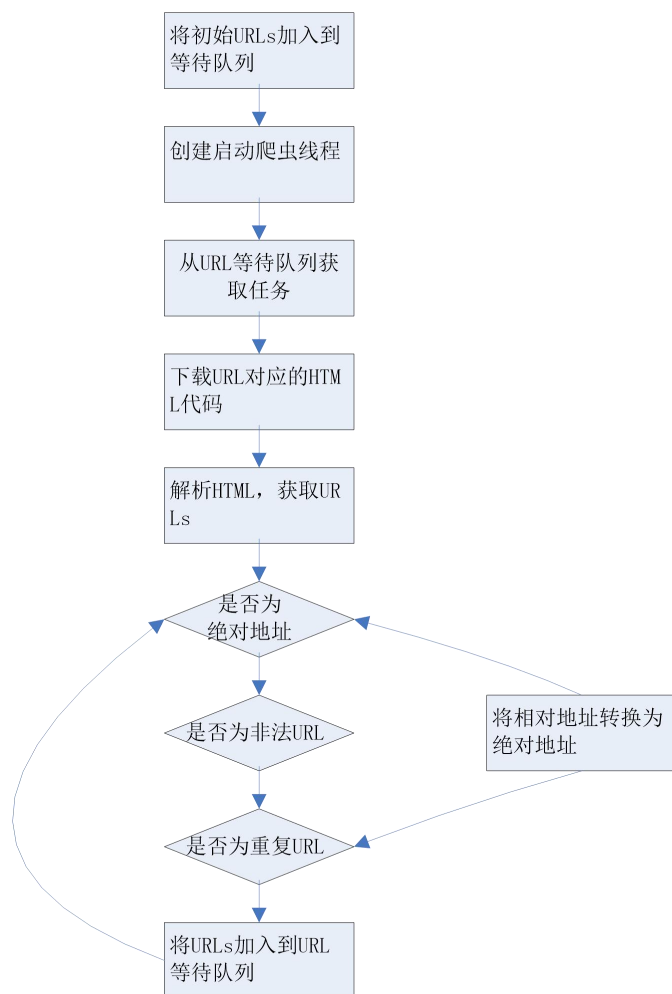 将初始URLs加入到
等待队列
创建启动爬虫线程
从URL等待队列获
取任务
下载URL对应的HTM
L代码
解析HTML，获取UR
Ls
是否为
绝对地址
是否为非法URL
将相对地址转换为
绝对地址
是否为重复URL
将URLs加入到URL
等待队列